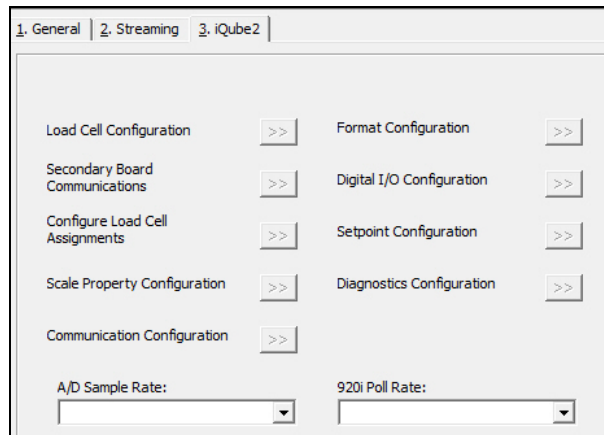 1. General
2. Streaming
3. iQube2
Load Cell Configuration
>>
Format Configuration
>>
Secondary Board
Communications
>>
Digital I/O Configuration
>>
Configure Load Cell
Assignments
>>
Setpoint Configuration
>>
Scale Property Configuration
>>
Diagnostics Configuration
>>
Communication Configuration
>>
A/D Sample Rate:
920i Poll Rate: